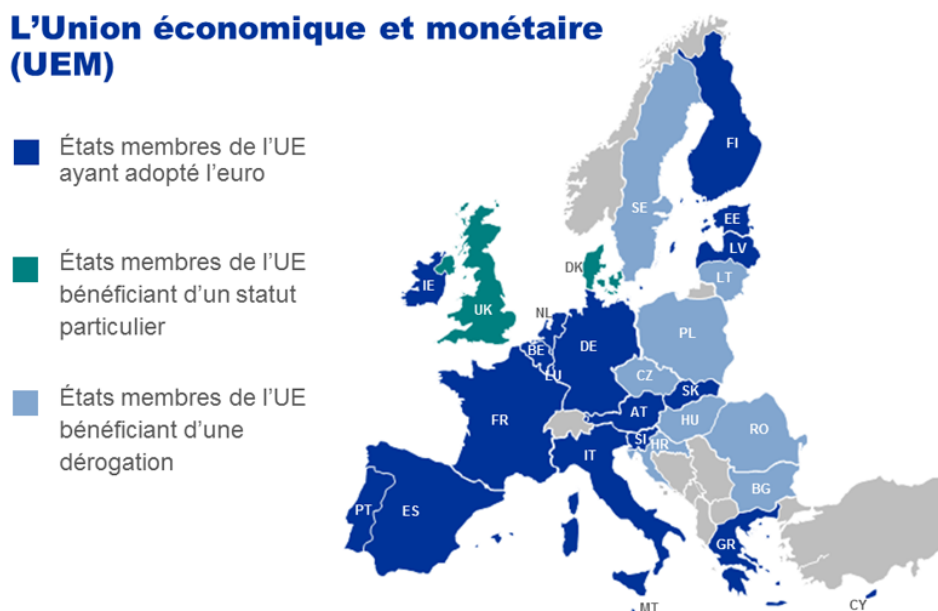 L’Union économique et monétaire
(UEM)
États membres de l’UE
ayant adopté l’euro
États membres de l’UE
bénéficiant d’un statut
particulier
États membres de l’UE
bénéficiant d’une
dérogation
FI
SE
EE
LV
LT
DK
IE
UK
NL
BE
LU
DE
PL
CZ
SK
FR
AT
HU
RO
SI
HR
IT
BG
PT
ES
GR
MT
CY